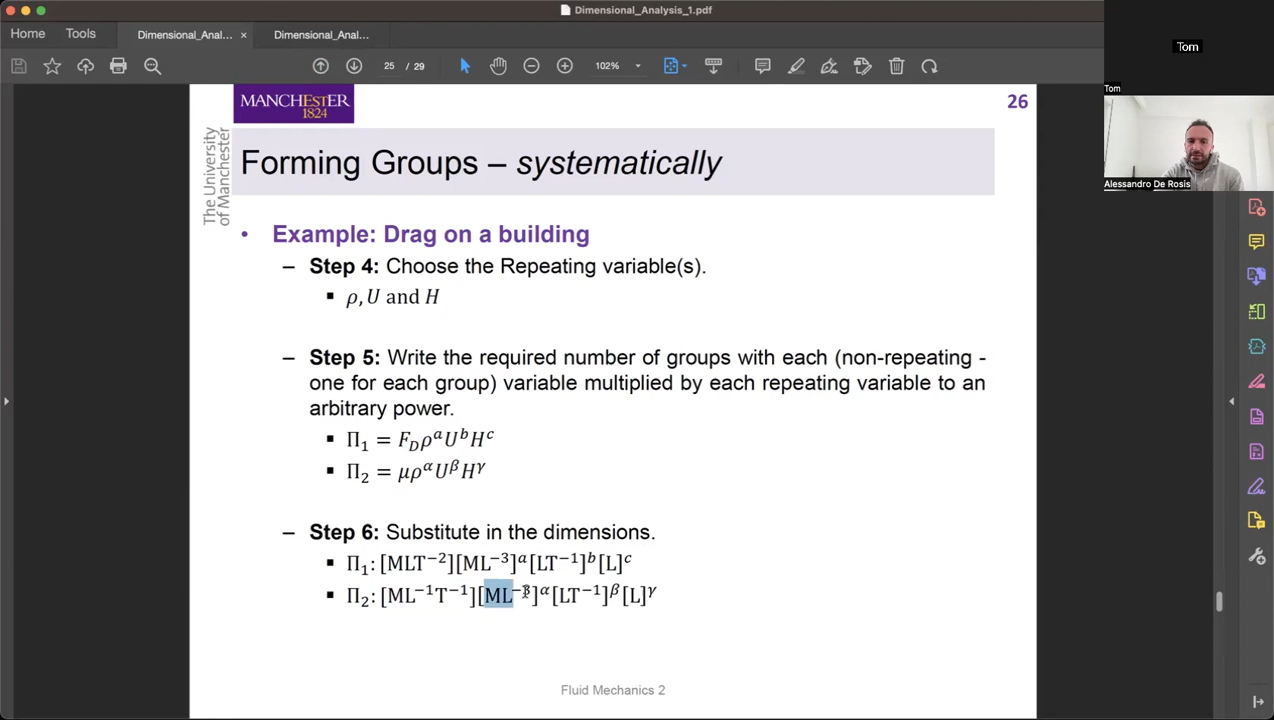 Dimensional_Analysis_1.pdf
Home Tools Dimensional_Anal... × Dimensional_Anal...
25 / 29 102%
Tom
Tom
Alessandro De Rosis
MANCHESTER
1824
The University
of Manchester
26
Forming Groups – systematically
• Example: Drag on a building
– Step 4: Choose the Repeating variable(s).
▪ ρ, U and H
– Step 5: Write the required number of groups with each (non-repeating -
one for each group) variable multiplied by each repeating variable to an
arbitrary power.
▪ Π₁ = F_D ρᵃUᵇHᶜ
▪ Π₂ = μρ^αU^βH^γ
– Step 6: Substitute in the dimensions.
▪ Π₁: [MLT⁻²][ML⁻³]ᵃ[LT⁻¹]ᵇ[L]ᶜ
▪ Π₂: [ML⁻¹T⁻¹][ML⁻³]^α[LT⁻¹]^β[L]^γ
Fluid Mechanics 2